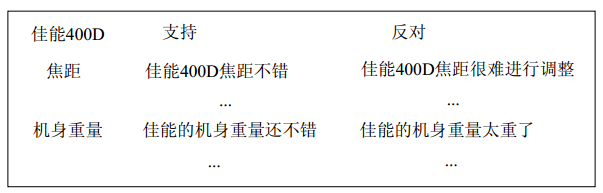 佳能400D 支持 反对
焦距 佳能400D焦距不错 佳能400D焦距很难进行调整
... ...
机身重量 佳能的机身重量还不错 佳能的机身重量太重了
... ...